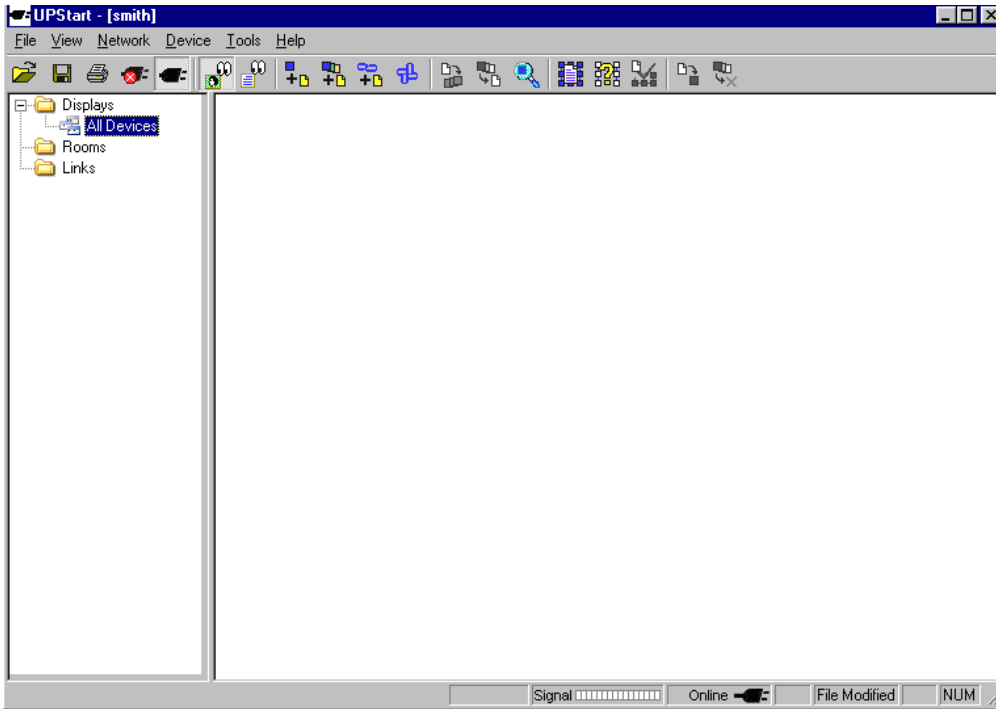 UPStart - [smith]
File View Network Device Tools Help
Displays
All Devices
Rooms
Links
Signal Online File Modified NUM